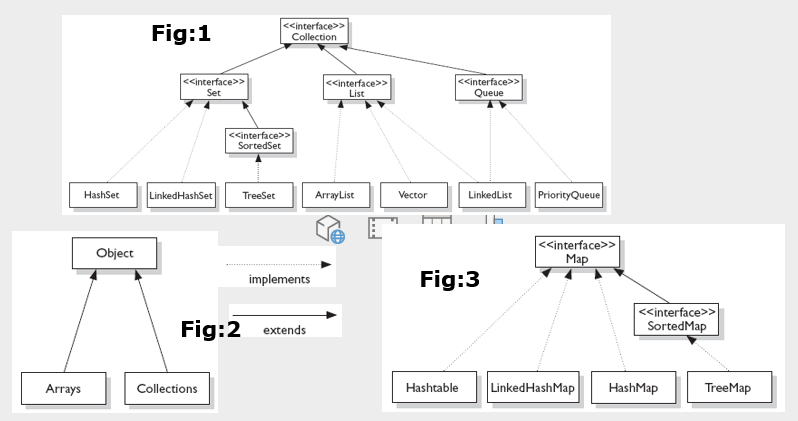 Fig:1
<<interface>>
Collection
<<interface>>
Set
<<interface>>
List
<<interface>>
Queue
<<interface>>
SortedSet
HashSet
LinkedHashSet
TreeSet
ArrayList
Vector
LinkedList
PriorityQueue
Object
implements
Fig:2
extends
Arrays
Collections
Fig:3
<<interface>>
Map
<<interface>>
SortedMap
Hashtable
LinkedHashMap
HashMap
TreeMap